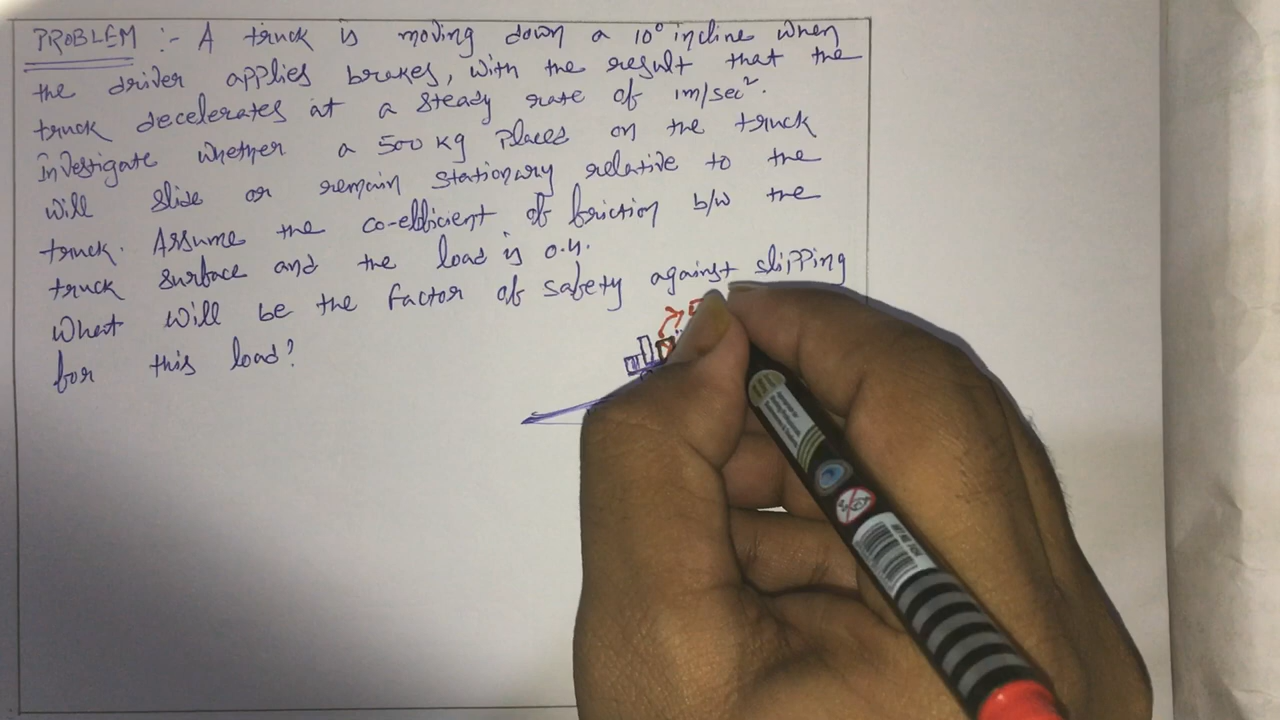 PROBLEM :- A truck is moving down a 10° incline when
the driver applies brakes, with the result that the
truck decelerates at a steady rate of 1m/sec².
Investigate whether a 500 kg places on the truck
will slide or remain stationary relative to the
truck. Assume the co-efficient of friction b/w the
truck surface and the load is 0.4.
What will be the factor of safety against slipping
for this load?